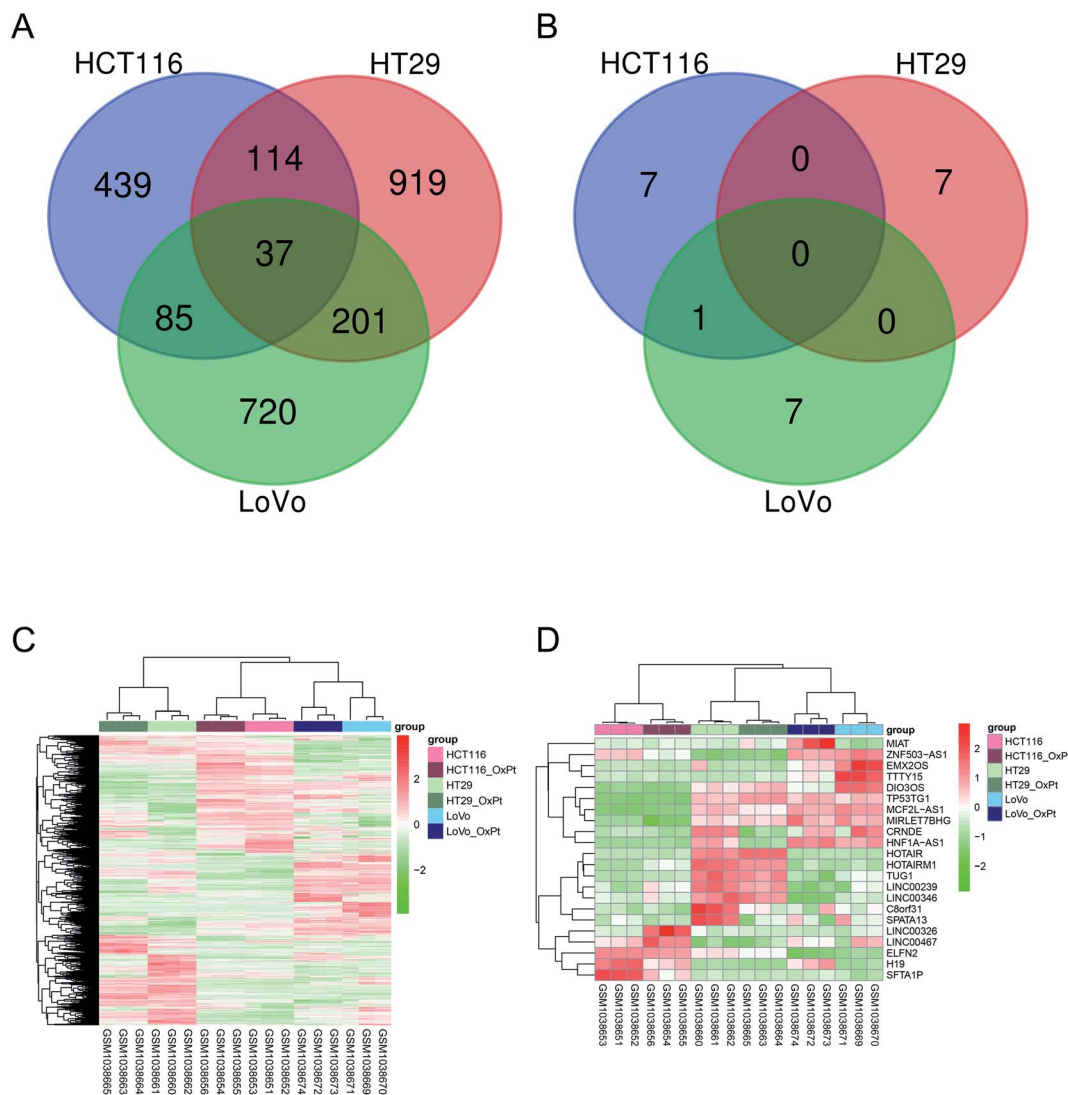 A
B
HCT116
HT29
HCT116
HT29
114
439
919
37
85
201
720
LoVo
0
7
7
0
1
0
7
LoVo
C
D
group
group
HCT116
HCT116_OxPt
HT29
HT29_OxPt
LoVo
LoVo_OxPt
2
0
−2
GSM1038665
GSM1038663
GSM1038664
GSM1038661
GSM1038660
GSM1038662
GSM1038656
GSM1038654
GSM1038655
GSM1038653
GSM1038651
GSM1038652
GSM1038674
GSM1038672
GSM1038673
GSM1038671
GSM1038669
GSM1038670
group
MIAT
ZNF503−AS1
EMX2OS
TTTY15
DIO3OS
TP53TG1
MCF2L−AS1
MIRLET7BHG
CRNDE
HNF1A−AS1
HOTAIR
HOTAIRM1
TUG1
LINC00239
LINC00346
C8orf31
SPATA13
LINC00326
LINC00467
ELFN2
H19
SFTA1P
2
1
0
−1
−2
group
HCT116
HCT116_OxP
HT29
HT29_OxPt
LoVo
LoVo_OxPt
GSM1038653
GSM1038651
GSM1038652
GSM1038656
GSM1038654
GSM1038655
GSM1038660
GSM1038661
GSM1038662
GSM1038665
GSM1038663
GSM1038664
GSM1038674
GSM1038672
GSM1038673
GSM1038671
GSM1038669
GSM1038670